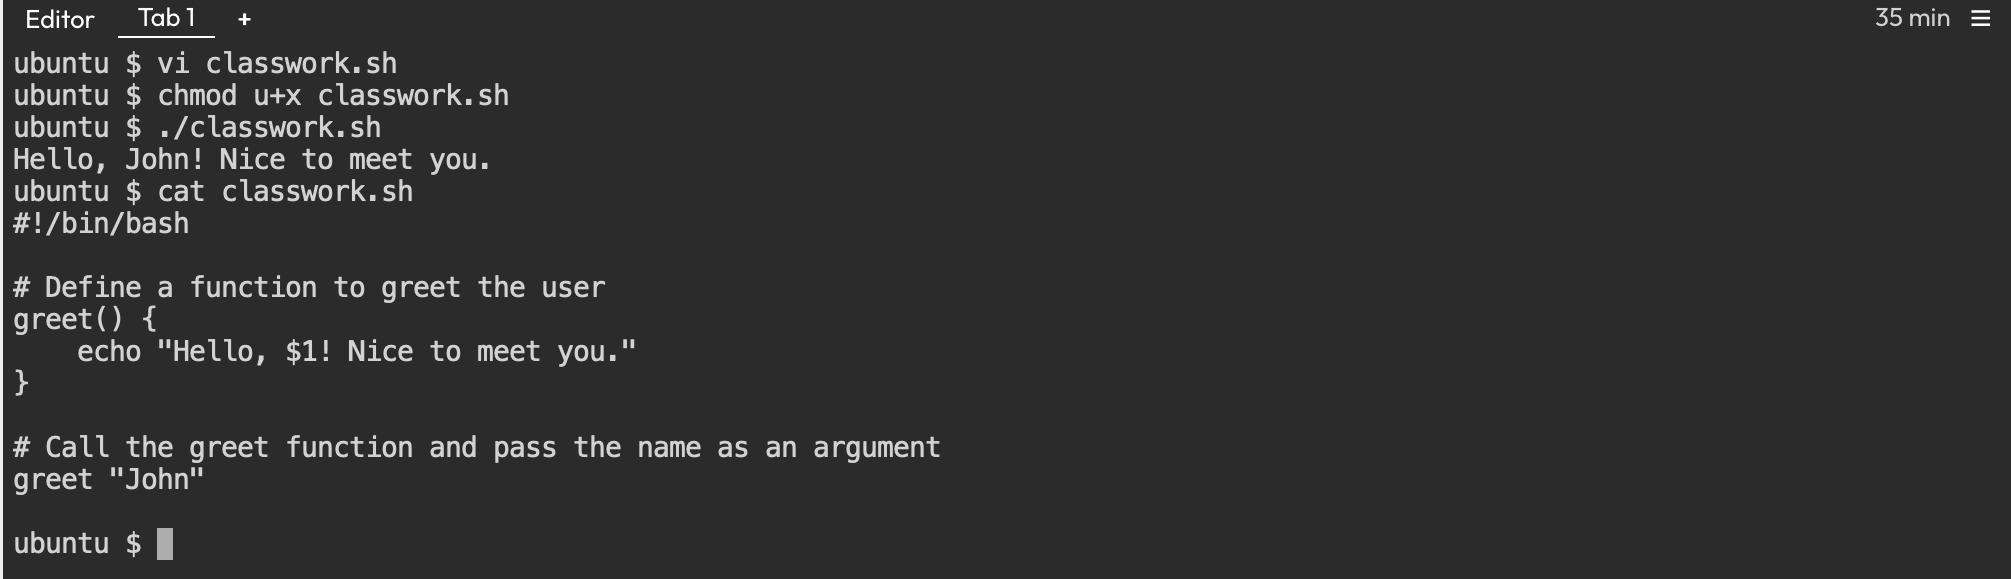 Editor Tab 1 + 35 min
ubuntu $ vi classwork.sh
ubuntu $ chmod u+x classwork.sh
ubuntu $ ./classwork.sh
Hello, John! Nice to meet you.
ubuntu $ cat classwork.sh
#!/bin/bash

# Define a function to greet the user
greet() {
    echo "Hello, $1! Nice to meet you."
}

# Call the greet function and pass the name as an argument
greet "John"

ubuntu $